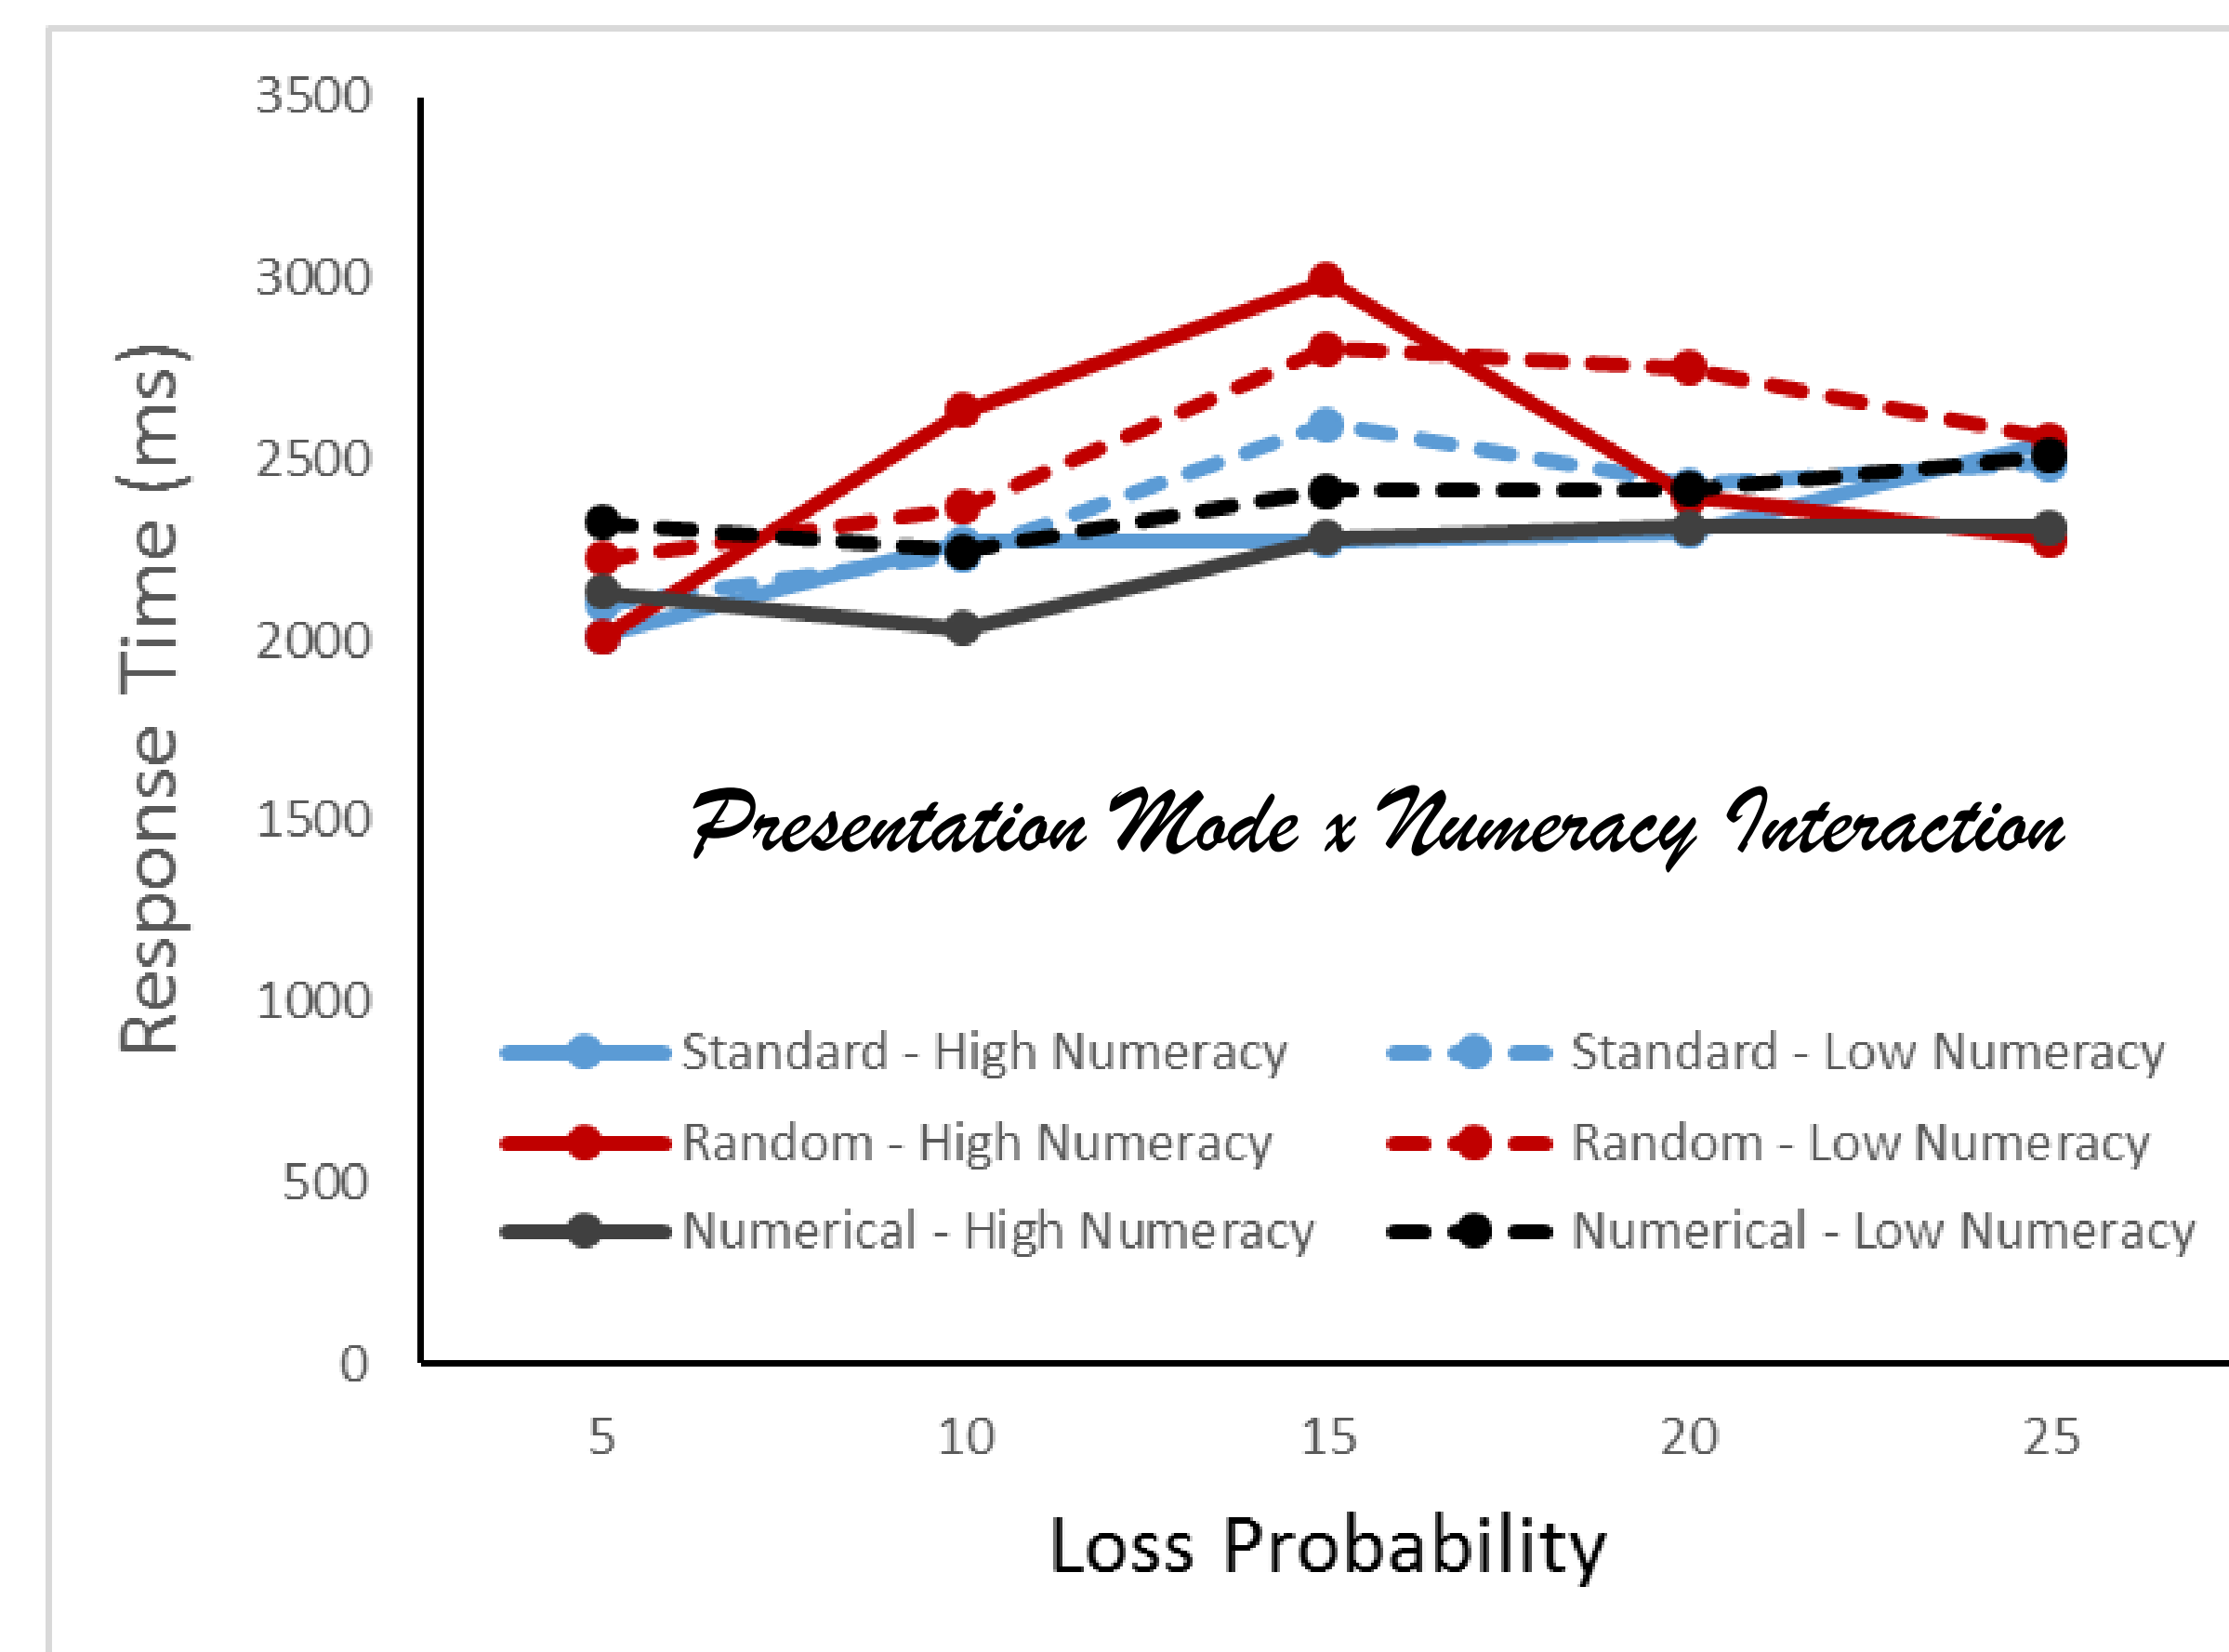 3500
3000
2500
2000
1500
1000
500
0
Response Time (ms)
Presentation Mode x Numeracy Interaction
Standard - High Numeracy
Standard - Low Numeracy
Random - High Numeracy
Random - Low Numeracy
Numerical - High Numeracy
Numerical - Low Numeracy
5 10 15 20 25
Loss Probability